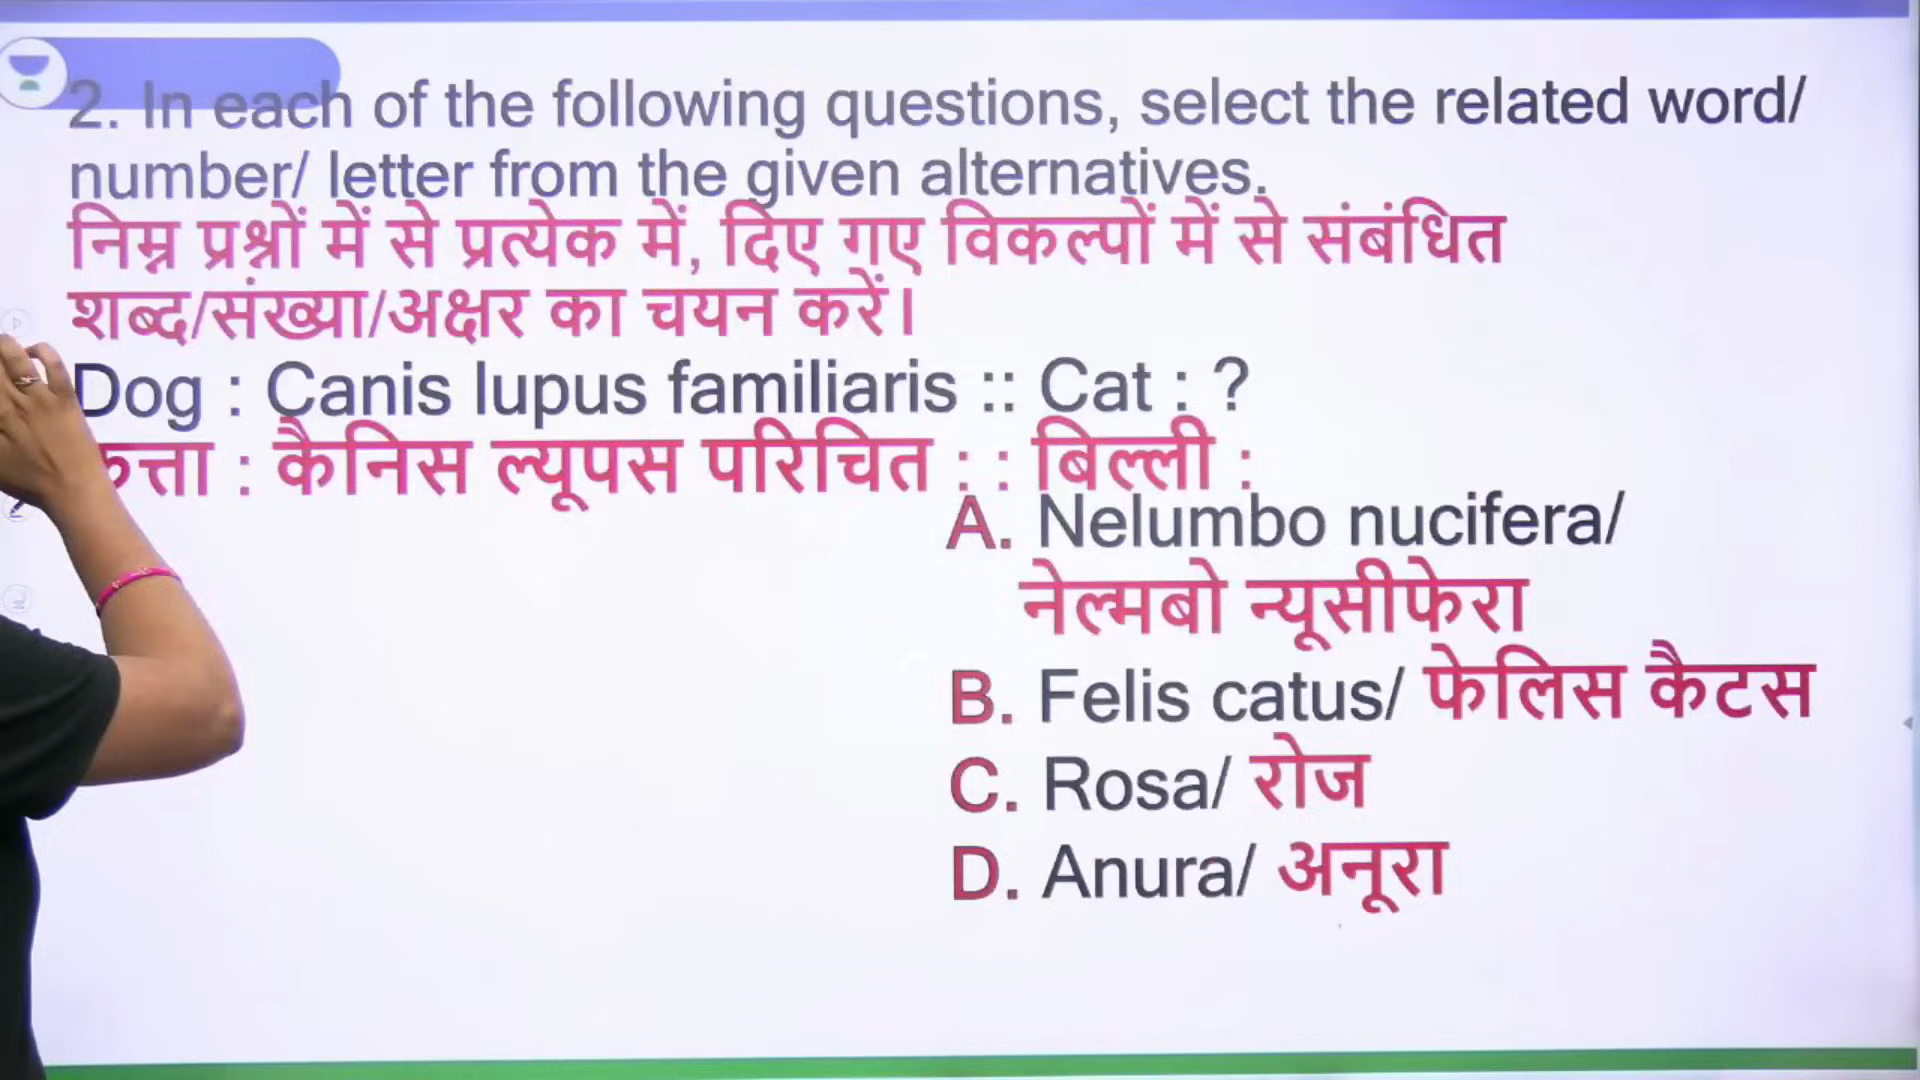 2. In each of the following questions, select the related word/
number/ letter from the given alternatives.
निम्न प्रश्नों में से प्रत्येक में, दिए गए विकल्पों में से संबंधित
शब्द/संख्या/अक्षर का चयन करें।
Dog : Canis lupus familiaris :: Cat : ?
: कैनिस ल्यूपस परिचित : : बिल्ली :
A. Nelumbo nucifera/
नेल्मबो न्यूसीफेरा
B. Felis catus/ फेलिस कैटस
C. Rosa/ रोज
D. Anura/ अनूरा